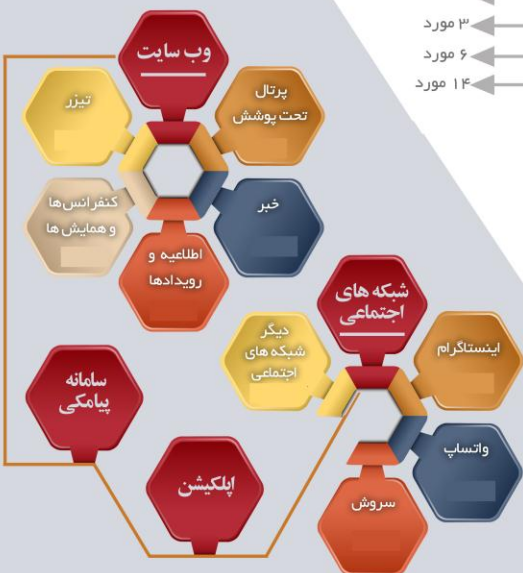 ۳ مورد
۶ مورد
۱۴ مورد
وب سایت
پرتال
تحت پوشش
تیزر
خبر
کنفرانس‌ها
و همایش ها
اطلاعیه و
رویدادها
شبکه های
اجتماعی
اینستاگرام
دیگر
شبکه های
اجتماعی
واتساپ
سروش
سامانه
پیامکی
اپلکیشن